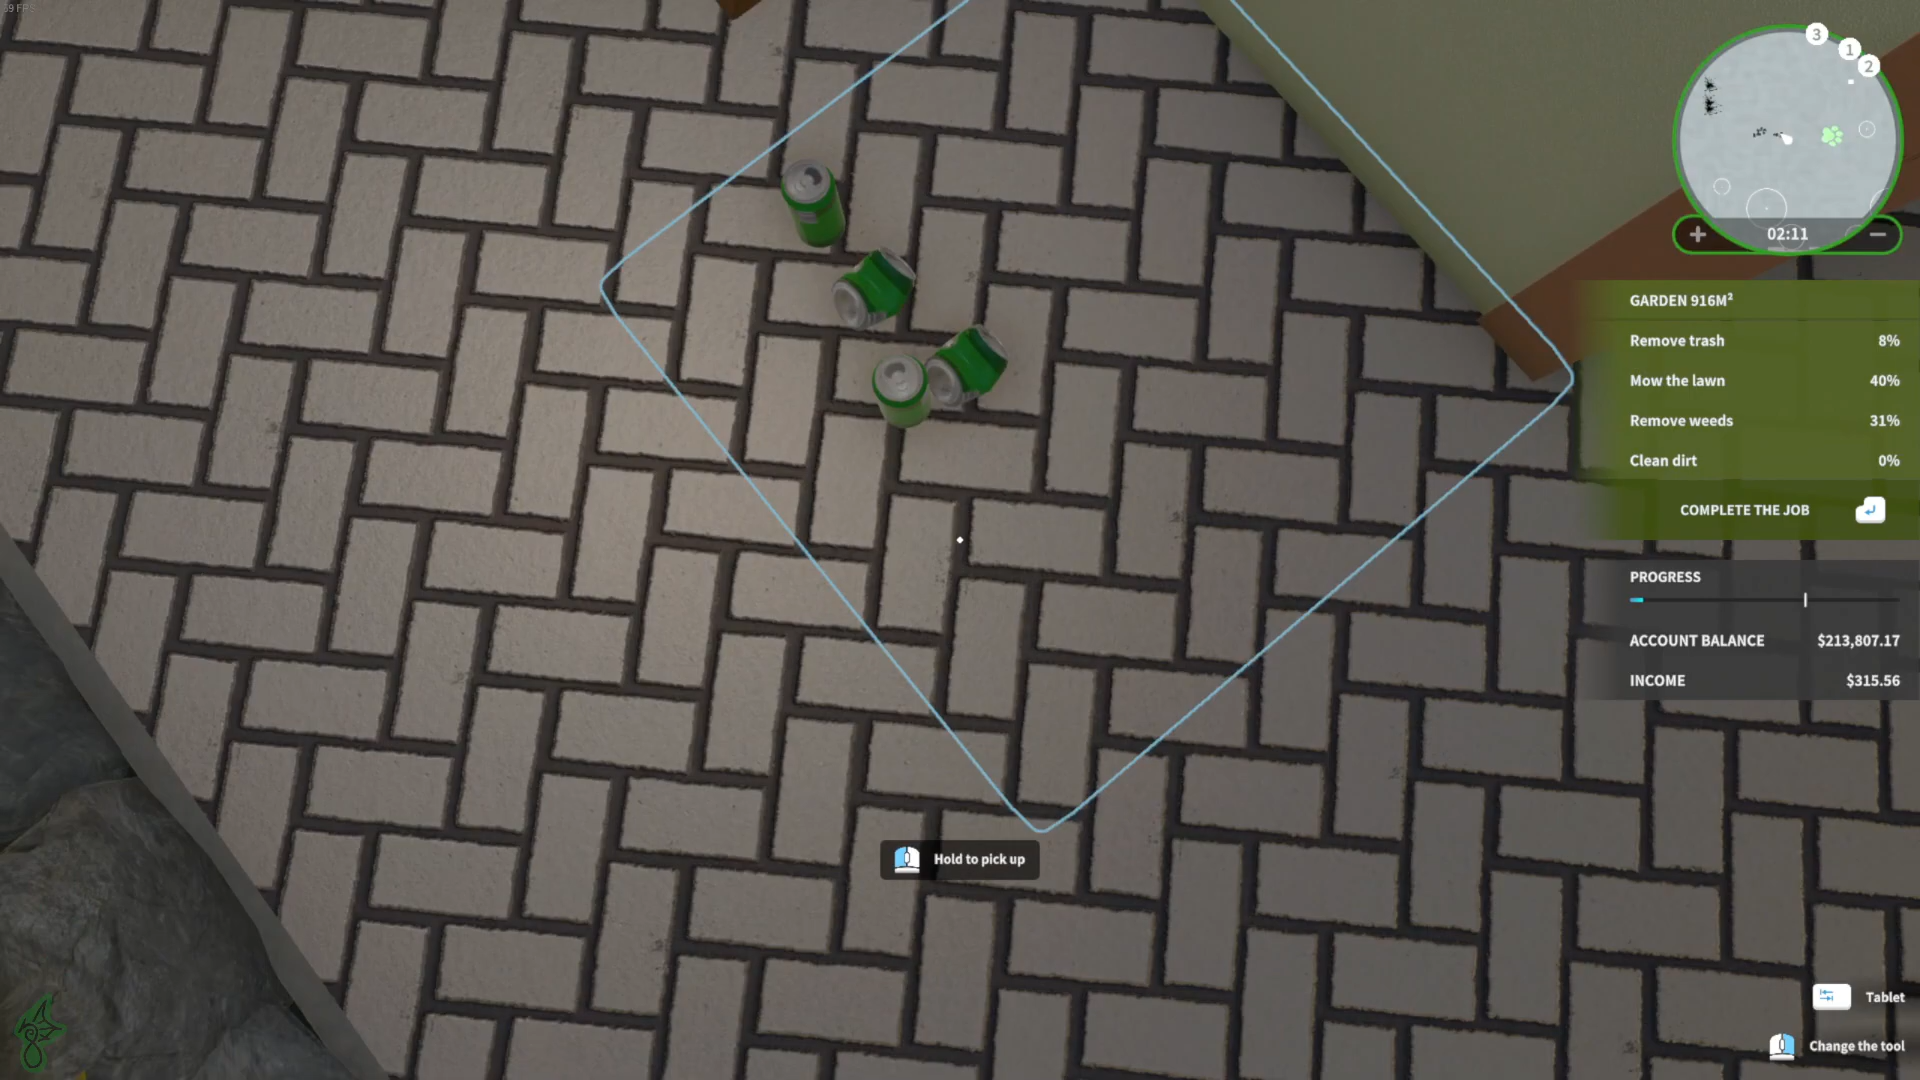 59 FPS
3
1
2
02:11
GARDEN 916M²
Remove trash 8%
Mow the lawn 40%
Remove weeds 31%
Clean dirt 0%
COMPLETE THE JOB
PROGRESS
ACCOUNT BALANCE $213,807.17
INCOME $315.56
Hold to pick up
Tablet
Change the tool